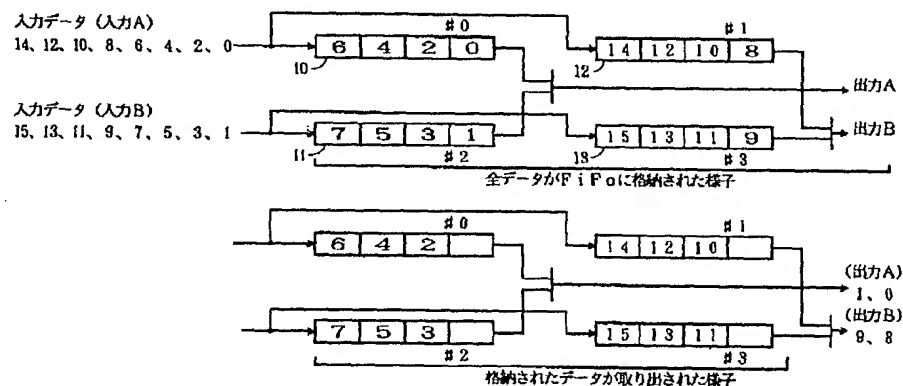 入力データ (入力A)
14、12、10、8、6、4、2、0
#0
6 4 2 0
10
#1
14 12 10 8
12
出力A
入力データ (入力B)
15、13、11、9、7、5、3、1
7 5 3 1
11
#2
15 13 11 9
13
#3
出力B
全データがFiFoに格納された様子
#0
6 4 2
#1
14 12 10
(出力A)
1、0
7 5 3
#2
15 13 11
#3
(出力B)
9、8
格納されたデータが取り出された様子